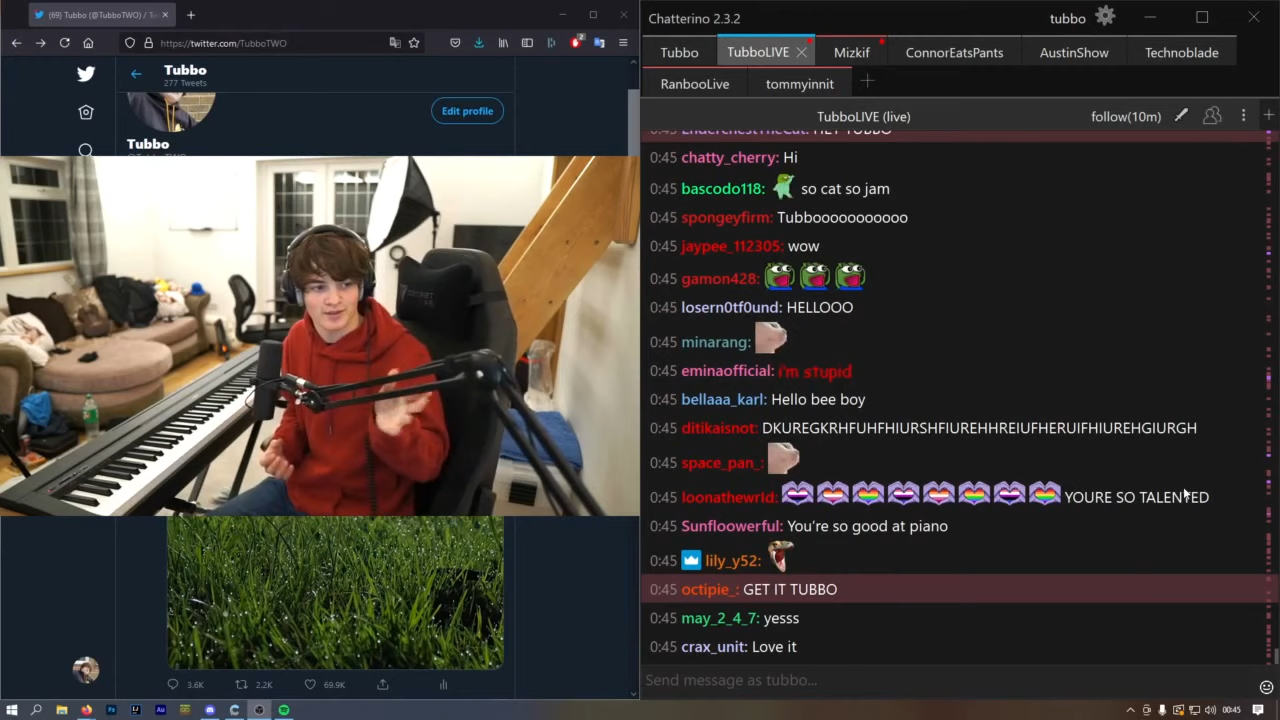 (69) Tubbo (@TubboTWO) / Tw
https://twitter.com/TubboTWO
Tubbo
277 Tweets
Edit profile
Tubbo
3.6K
2.2K
69.9K
Chatterino 2.3.2
tubbo
Tubbo
TubboLIVE
Mizkif
ConnorEatsPants
AustinShow
Technoblade
RanbooLive
tommyinnit
TubboLIVE (live)
follow(10m)
0:45 EnderchestTheCat: HEY TUBBO
0:45 chatty_cherry: Hi
0:45 bascodo118: so cat so jam
0:45 spongeyfirm: Tubbooooooooooo
0:45 jaypee_112305: wow
0:45 gamon428:
0:45 losern0tf0und: HELLOOO
0:45 minarang:
0:45 eminaofficial: i'm stupid
0:45 bellaaa_karl: Hello bee boy
0:45 ditikaisnot: DKUREGKRHFUHFHIURSHFIUREHHREIUFHERUIFHIUREHGIURGH
0:45 space_pan_:
0:45 loonathewrld: YOURE SO TALENTED
0:45 Sunfloowerful: You're so good at piano
0:45 lily_y52:
0:45 octipie_: GET IT TUBBO
0:45 may_2_4_7: yesss
0:45 crax_unit: Love it
Send message as tubbo...
00:45